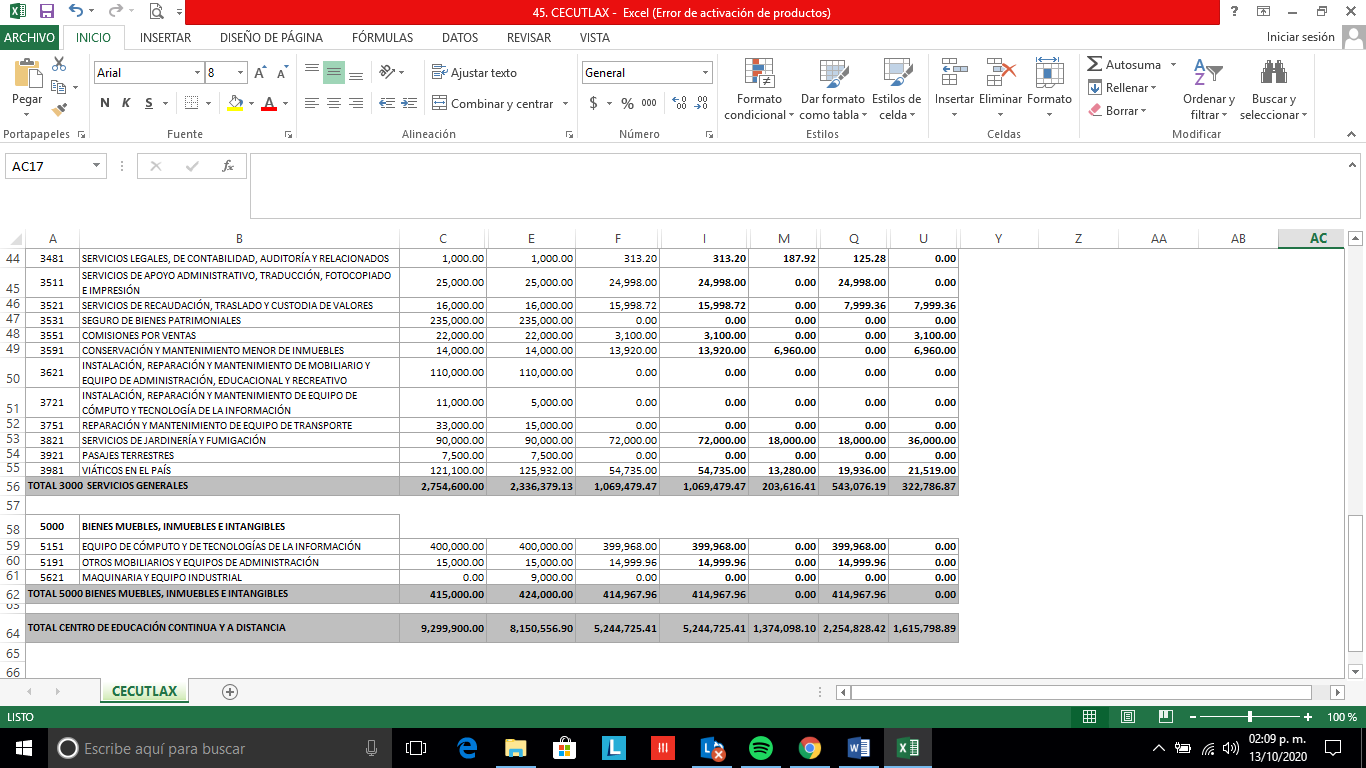 45. CECUTLAX - Excel (Error de activación de productos)
ARCHIVO INICIO INSERTAR DISEÑO DE PÁGINA FÓRMULAS DATOS REVISAR VISTA Iniciar sesión
Pegar
Portapapeles
Arial 8
N K S
Fuente
Ajustar texto
Combinar y centrar
Alineación
General
$ % 000
Número
Formato condicional
Dar formato como tabla
Estilos de celda
Estilos
Insertar Eliminar Formato
Celdas
Autosuma
Rellenar
Borrar
Ordenar y filtrar
Buscar y seleccionar
Modificar
AC17 fx
A B C E F I M Q U Y Z AA AB AC
44 3481 SERVICIOS LEGALES, DE CONTABILIDAD, AUDITORÍA Y RELACIONADOS 1,000.00 1,000.00 313.20 313.20 187.92 125.28 0.00
45 3511 SERVICIOS DE APOYO ADMINISTRATIVO, TRADUCCIÓN, FOTOCOPIADO
E IMPRESIÓN 25,000.00 25,000.00 24,998.00 24,998.00 0.00 24,998.00 0.00
46 3521 SERVICIOS DE RECAUDACIÓN, TRASLADO Y CUSTODIA DE VALORES 16,000.00 16,000.00 15,998.72 15,998.72 0.00 7,999.36 7,999.36
47 3531 SEGURO DE BIENES PATRIMONIALES 235,000.00 235,000.00 0.00 0.00 0.00 0.00 0.00
48 3551 COMISIONES POR VENTAS 22,000.00 22,000.00 3,100.00 3,100.00 0.00 0.00 3,100.00
49 3591 CONSERVACIÓN Y MANTENIMIENTO MENOR DE INMUEBLES 14,000.00 14,000.00 13,920.00 13,920.00 6,960.00 0.00 6,960.00
50 3621 INSTALACIÓN, REPARACIÓN Y MANTENIMIENTO DE MOBILIARIO Y
EQUIPO DE ADMINISTRACIÓN, EDUCACIONAL Y RECREATIVO 110,000.00 110,000.00 0.00 0.00 0.00 0.00 0.00
51 3721 INSTALACIÓN, REPARACIÓN Y MANTENIMIENTO DE EQUIPO DE
CÓMPUTO Y TECNOLOGÍA DE LA INFORMACIÓN 11,000.00 5,000.00 0.00 0.00 0.00 0.00 0.00
52 3751 REPARACIÓN Y MANTENIMIENTO DE EQUIPO DE TRANSPORTE 33,000.00 15,000.00 0.00 0.00 0.00 0.00 0.00
53 3821 SERVICIOS DE JARDINERÍA Y FUMIGACIÓN 90,000.00 90,000.00 72,000.00 72,000.00 18,000.00 18,000.00 36,000.00
54 3921 PASAJES TERRESTRES 7,500.00 7,500.00 0.00 0.00 0.00 0.00 0.00
55 3981 VIÁTICOS EN EL PAÍS 121,100.00 125,932.00 54,735.00 54,735.00 13,280.00 19,936.00 21,519.00
56 TOTAL 3000 SERVICIOS GENERALES 2,754,600.00 2,336,379.13 1,069,479.47 1,069,479.47 203,616.41 543,076.19 322,786.87
57
58 5000 BIENES MUEBLES, INMUEBLES E INTANGIBLES
59 5151 EQUIPO DE CÓMPUTO Y DE TECNOLOGÍAS DE LA INFORMACIÓN 400,000.00 400,000.00 399,968.00 399,968.00 0.00 399,968.00 0.00
60 5191 OTROS MOBILIARIOS Y EQUIPOS DE ADMINISTRACIÓN 15,000.00 15,000.00 14,999.96 14,999.96 0.00 14,999.96 0.00
61 5621 MAQUINARIA Y EQUIPO INDUSTRIAL 0.00 9,000.00 0.00 0.00 0.00 0.00 0.00
62 TOTAL 5000 BIENES MUEBLES, INMUEBLES E INTANGIBLES 415,000.00 424,000.00 414,967.96 414,967.96 0.00 414,967.96 0.00
63
64 TOTAL CENTRO DE EDUCACIÓN CONTINUA Y A DISTANCIA 9,299,900.00 8,150,556.90 5,244,725.41 5,244,725.41 1,374,098.10 2,254,828.42 1,615,798.89
65
66
CECUTLAX
LISTO 100 %
Escribe aquí para buscar
02:09 p. m.
13/10/2020